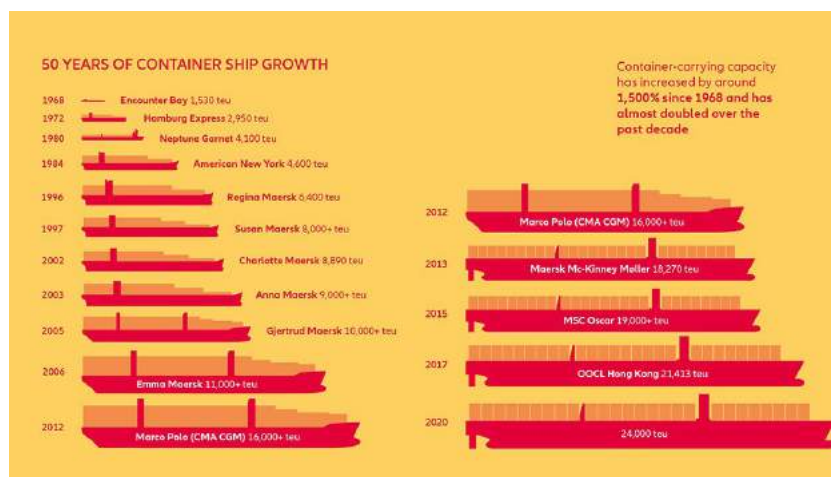 50 YEARS OF CONTAINER SHIP GROWTH
Container-carrying capacity
has increased by around
1,500% since 1968 and has
almost doubled over the
past decade
1968 Encounter Bay 1,530 teu
1972 Hamburg Express 2,950 teu
1980 Neptune Garnet 4,100 teu
1984 American New York 4,600 teu
1996 Regina Maersk 6,400 teu
1997 Susan Maersk 8,000+ teu
2002 Charlotte Maersk 8,890 teu
2003 Anna Maersk 9,000+ teu
2005 Gjertrud Maersk 10,000+ teu
2006 Emma Maersk 11,000+ teu
2012 Marco Polo (CMA CGM) 16,000+ teu
2012 Marco Polo (CMA CGM) 16,000+ teu
2013 Maersk Mc-Kinney Møller 18,270 teu
2015 MSC Oscar 19,000+ teu
2017 OOCL Hong Kong 21,413 teu
2020 24,000 teu